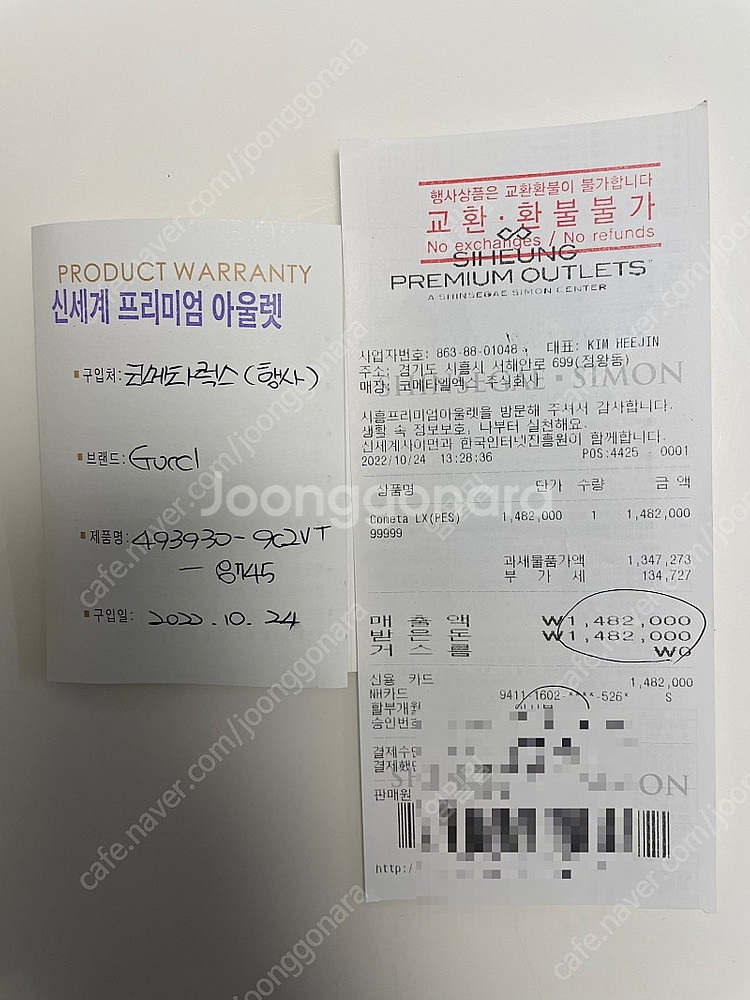 PRODUCT WARRANTY
신세계 프리미엄 아울렛
구입처: 코메타럭스 (행사)
브랜드: Gucci
제품명: 493930-9C2VT
- 8745
구입일: 2022.10.24
행사상품은 교환환불이 불가합니다
교환·환불불가
No exchanges / No refunds
SIHEUNG
PREMIUM OUTLETS
A SHINSEGAE SIMON CENTER
사업자번호: 863-88-01048 대표: KIM HEEJIN
주소: 경기도 시흥시 서해안로 699(정왕동)
매장: 코메타엘엑스 주식회사
SHINSEGAE · SIMON
시흥프리미엄아울렛을 방문해 주셔서 감사합니다.
생활 속 정보보호, 나부터 실천해요.
신세계사이먼과 한국인터넷진흥원이 함께합니다.
2022/10/24 13:28:36 POS:4425 - 0001
상품명 단가 수량 금액
Cometa LX(PES) 1,482,000 1 1,482,000
99999
과세물품가액 1,347,273
부 가 세 134,727
매 출 액 ₩1,482,000
받 은 돈 ₩1,482,000
거 스 름 ₩0
신용 카드 1,482,000
NH카드 9411-1602-****-526* S
할부개월
승인번호
결제수단
결제했
판매원
ON
http:/
Joonggonara
cafe.naver.com/joonggonara